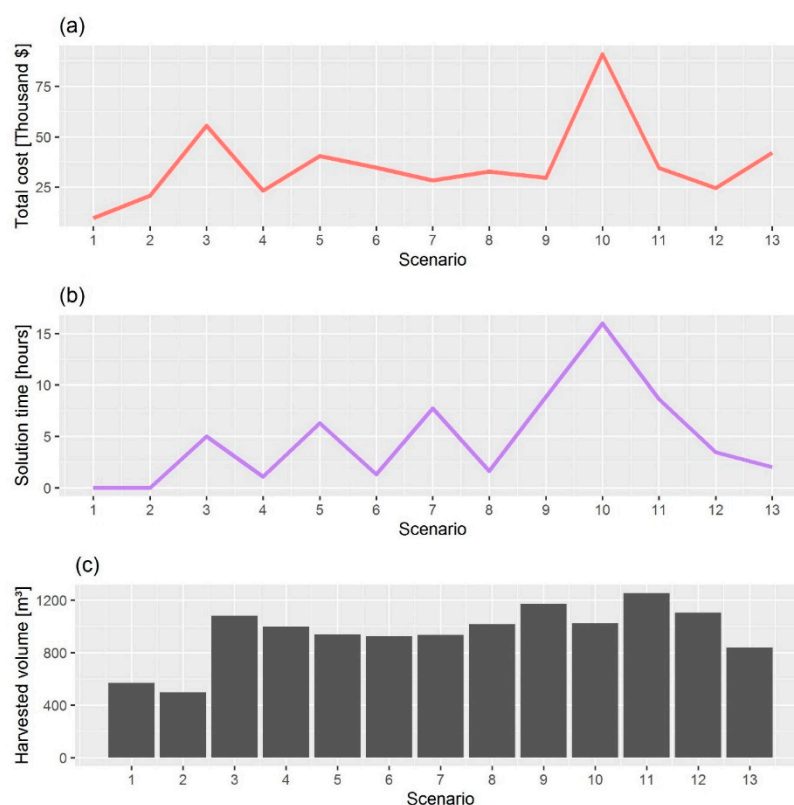 (a)
Total cost [Thousand $]
75
50
25
1 2 3 4 5 6 7 8 9 10 11 12 13
Scenario
(b)
Solution time [hours]
15
10
5
0
1 2 3 4 5 6 7 8 9 10 11 12 13
Scenario
(c)
Harvested volume [m³]
1200
800
400
0
1 2 3 4 5 6 7 8 9 10 11 12 13
Scenario